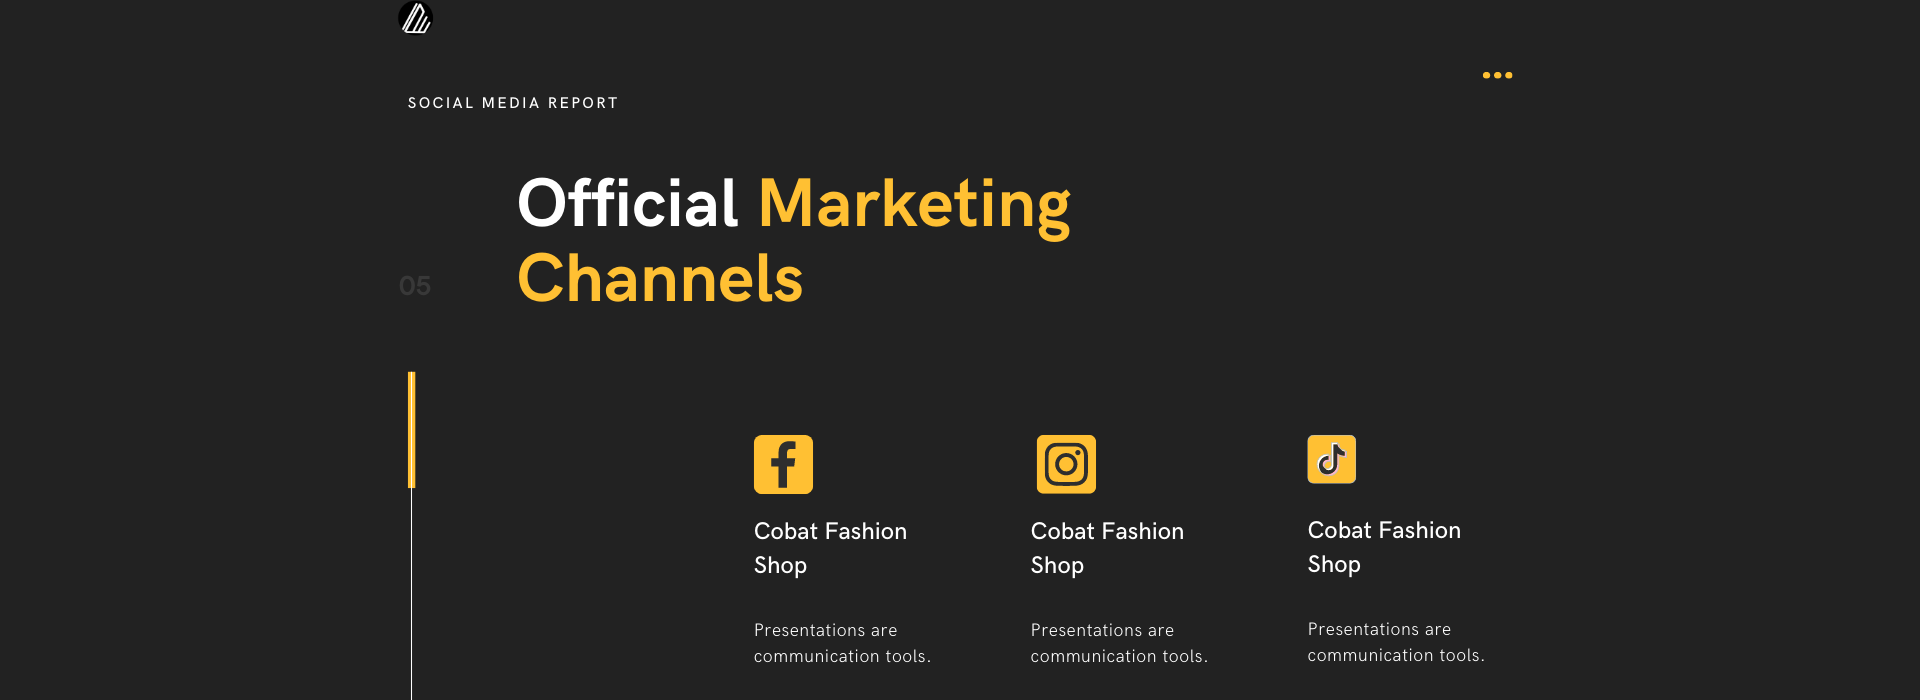 SOCIAL MEDIA REPORT
Official Marketing
Channels
05
Cobat Fashion
Shop
Presentations are
communication tools.
Cobat Fashion
Shop
Presentations are
communication tools.
Cobat Fashion
Shop
Presentations are
communication tools.